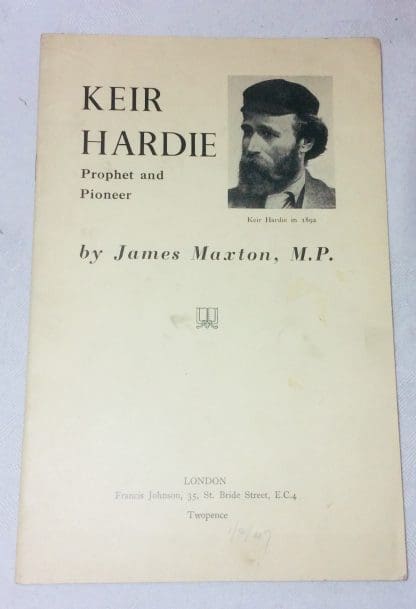 KEIR
HARDIE
Prophet and
Pioneer
Keir Hardie in 1892
by James Maxton, M.P.
LONDON
Francis Johnson, 35, St. Bride Street, E.C.4
Twopence